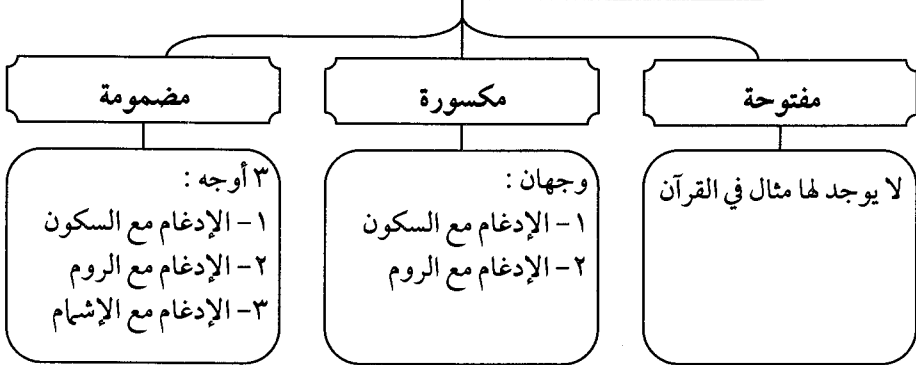 مفتوحة
لا يوجد لها مثال في القرآن
مكسورة
وجهان :
١- الإدغام مع السكون
٢- الإدغام مع الروم
مضمومة
٣ أوجه :
١- الإدغام مع السكون
٢- الإدغام مع الروم
٣- الإدغام مع الإشمام